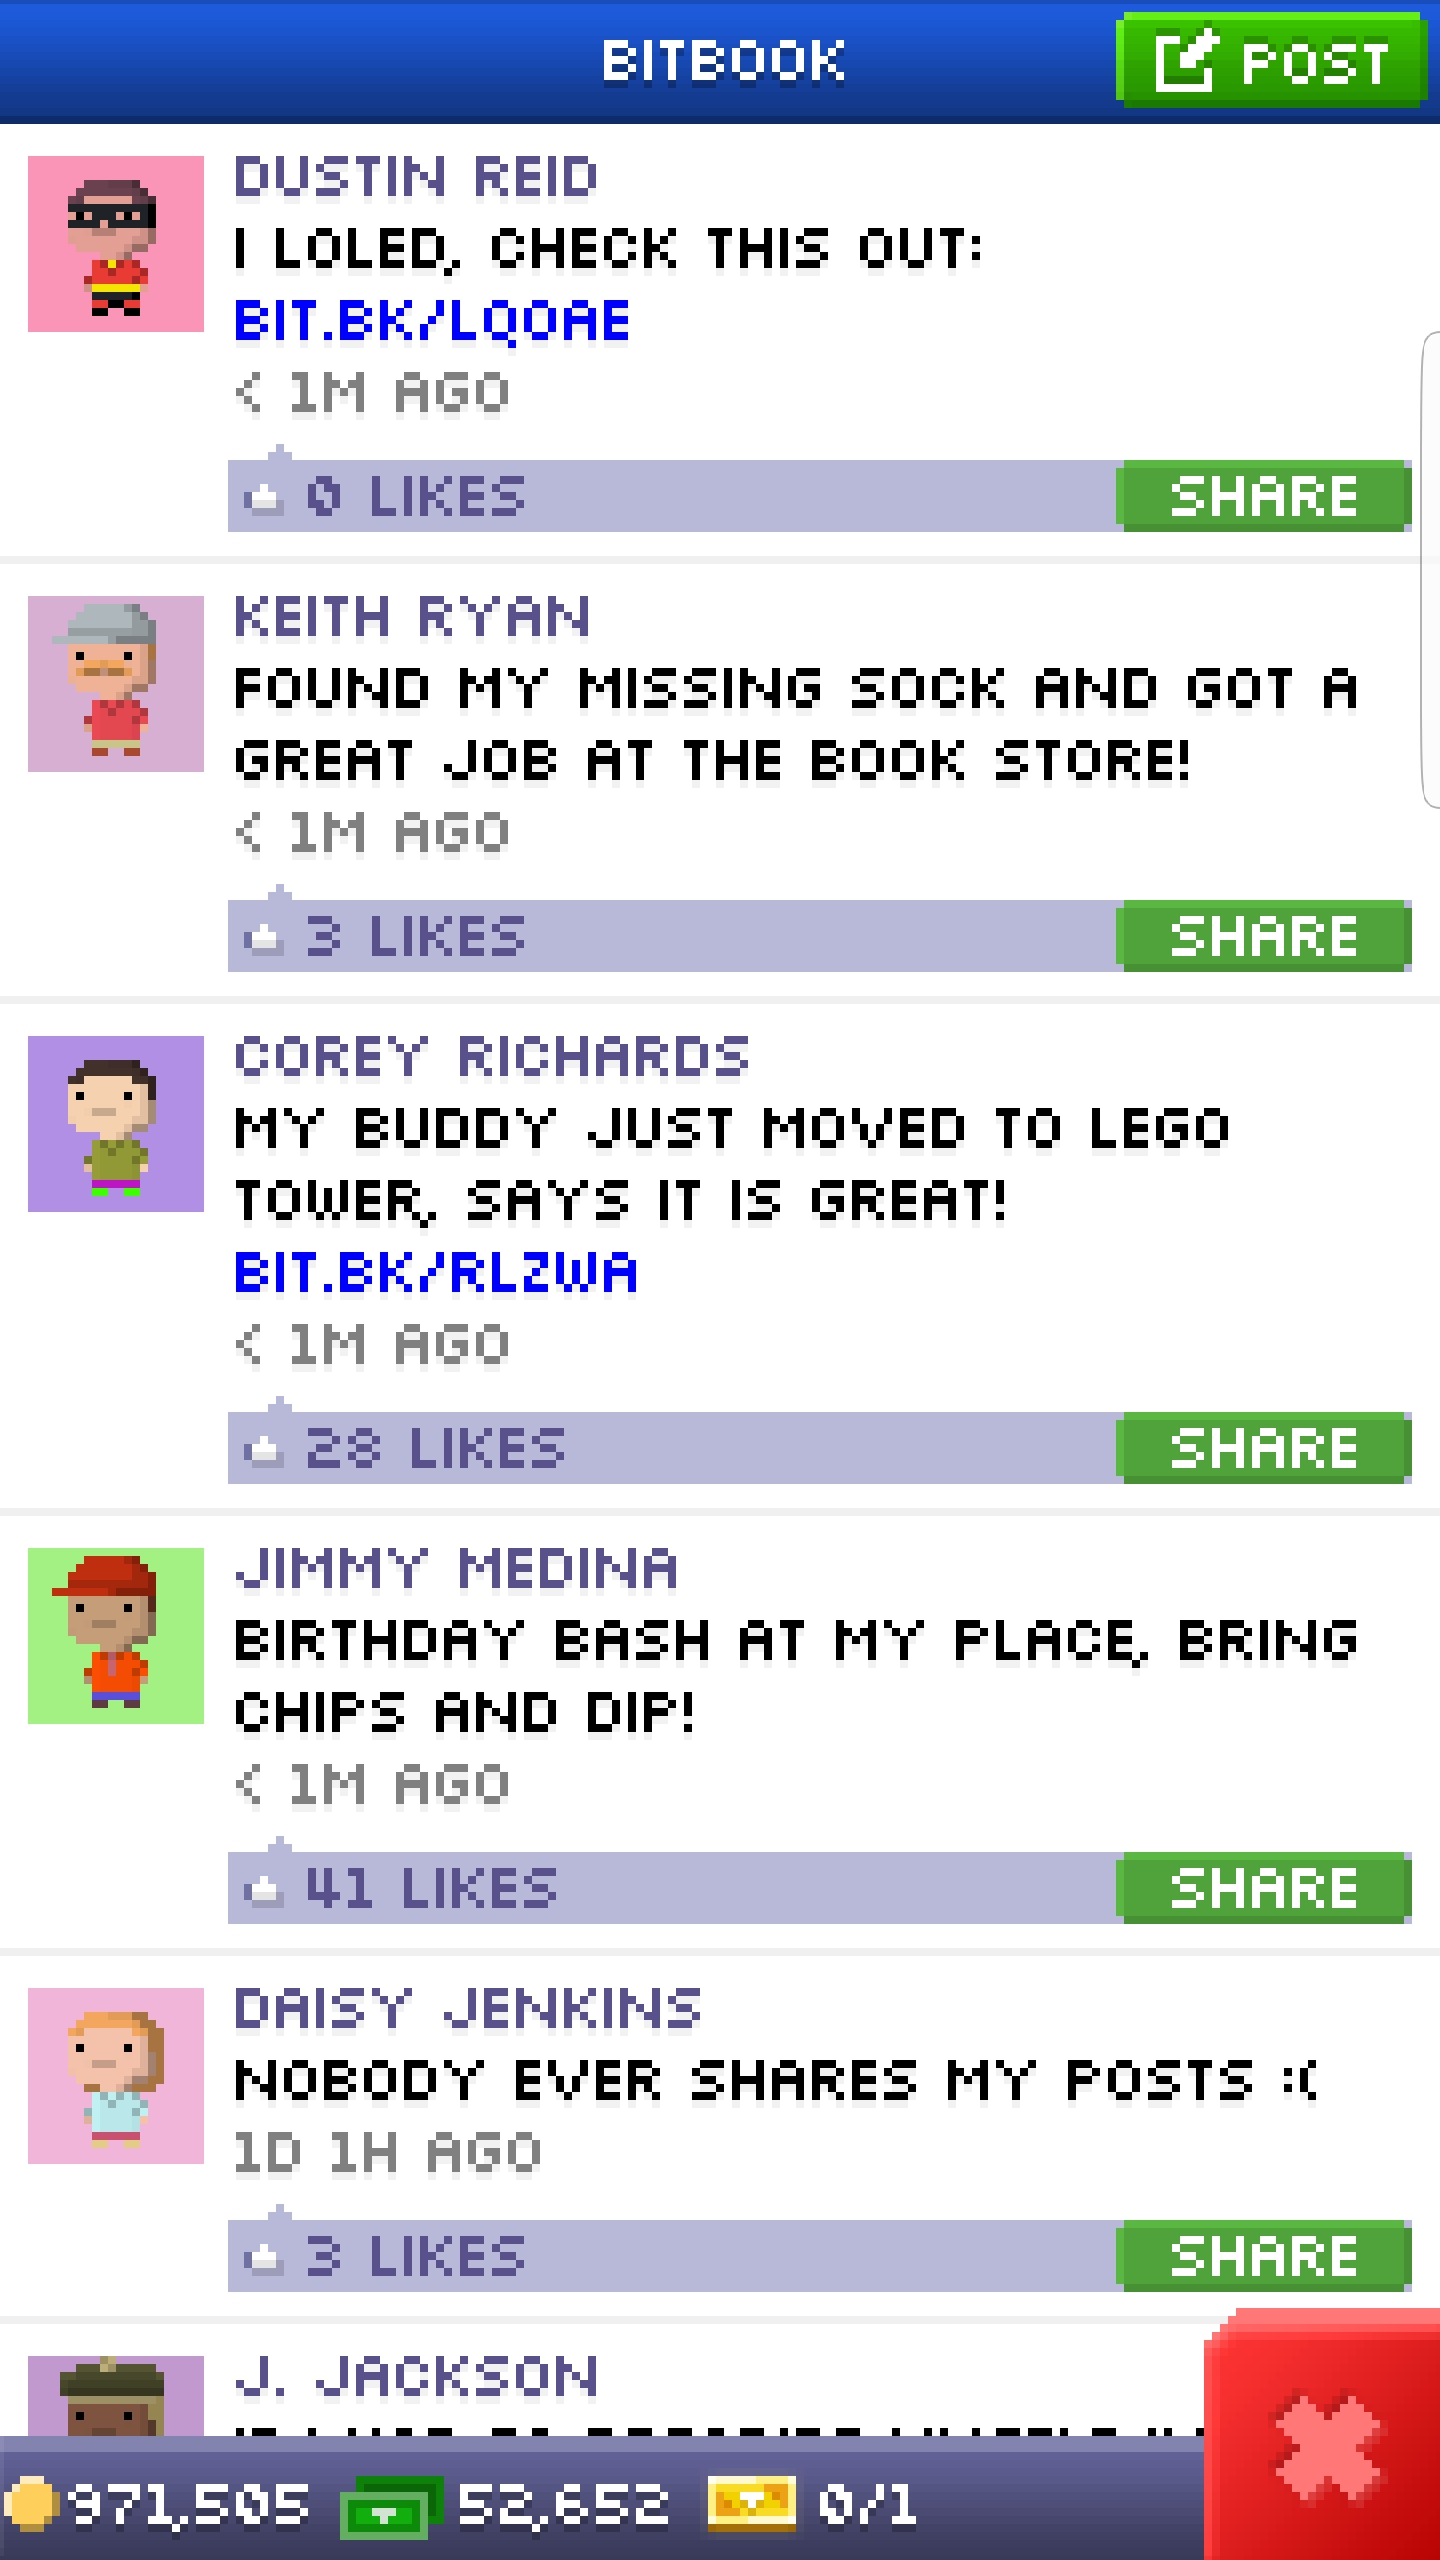 BITBOOK
POST
DUSTIN REID
I LOLED, CHECK THIS OUT:
BIT.BK/LQOAE
< 1M AGO
0 LIKES
SHARE
KEITH RYAN
FOUND MY MISSING SOCK AND GOT A
GREAT JOB AT THE BOOK STORE!
< 1M AGO
3 LIKES
SHARE
COREY RICHARDS
MY BUDDY JUST MOVED TO LEGO
TOWER, SAYS IT IS GREAT!
BIT.BK/RLZWA
< 1M AGO
28 LIKES
SHARE
JIMMY MEDINA
BIRTHDAY BASH AT MY PLACE, BRING
CHIPS AND DIP!
< 1M AGO
41 LIKES
SHARE
DAISY JENKINS
NOBODY EVER SHARES MY POSTS :(
1D 1H AGO
3 LIKES
SHARE
J. JACKSON
971,505
52,652
0/1